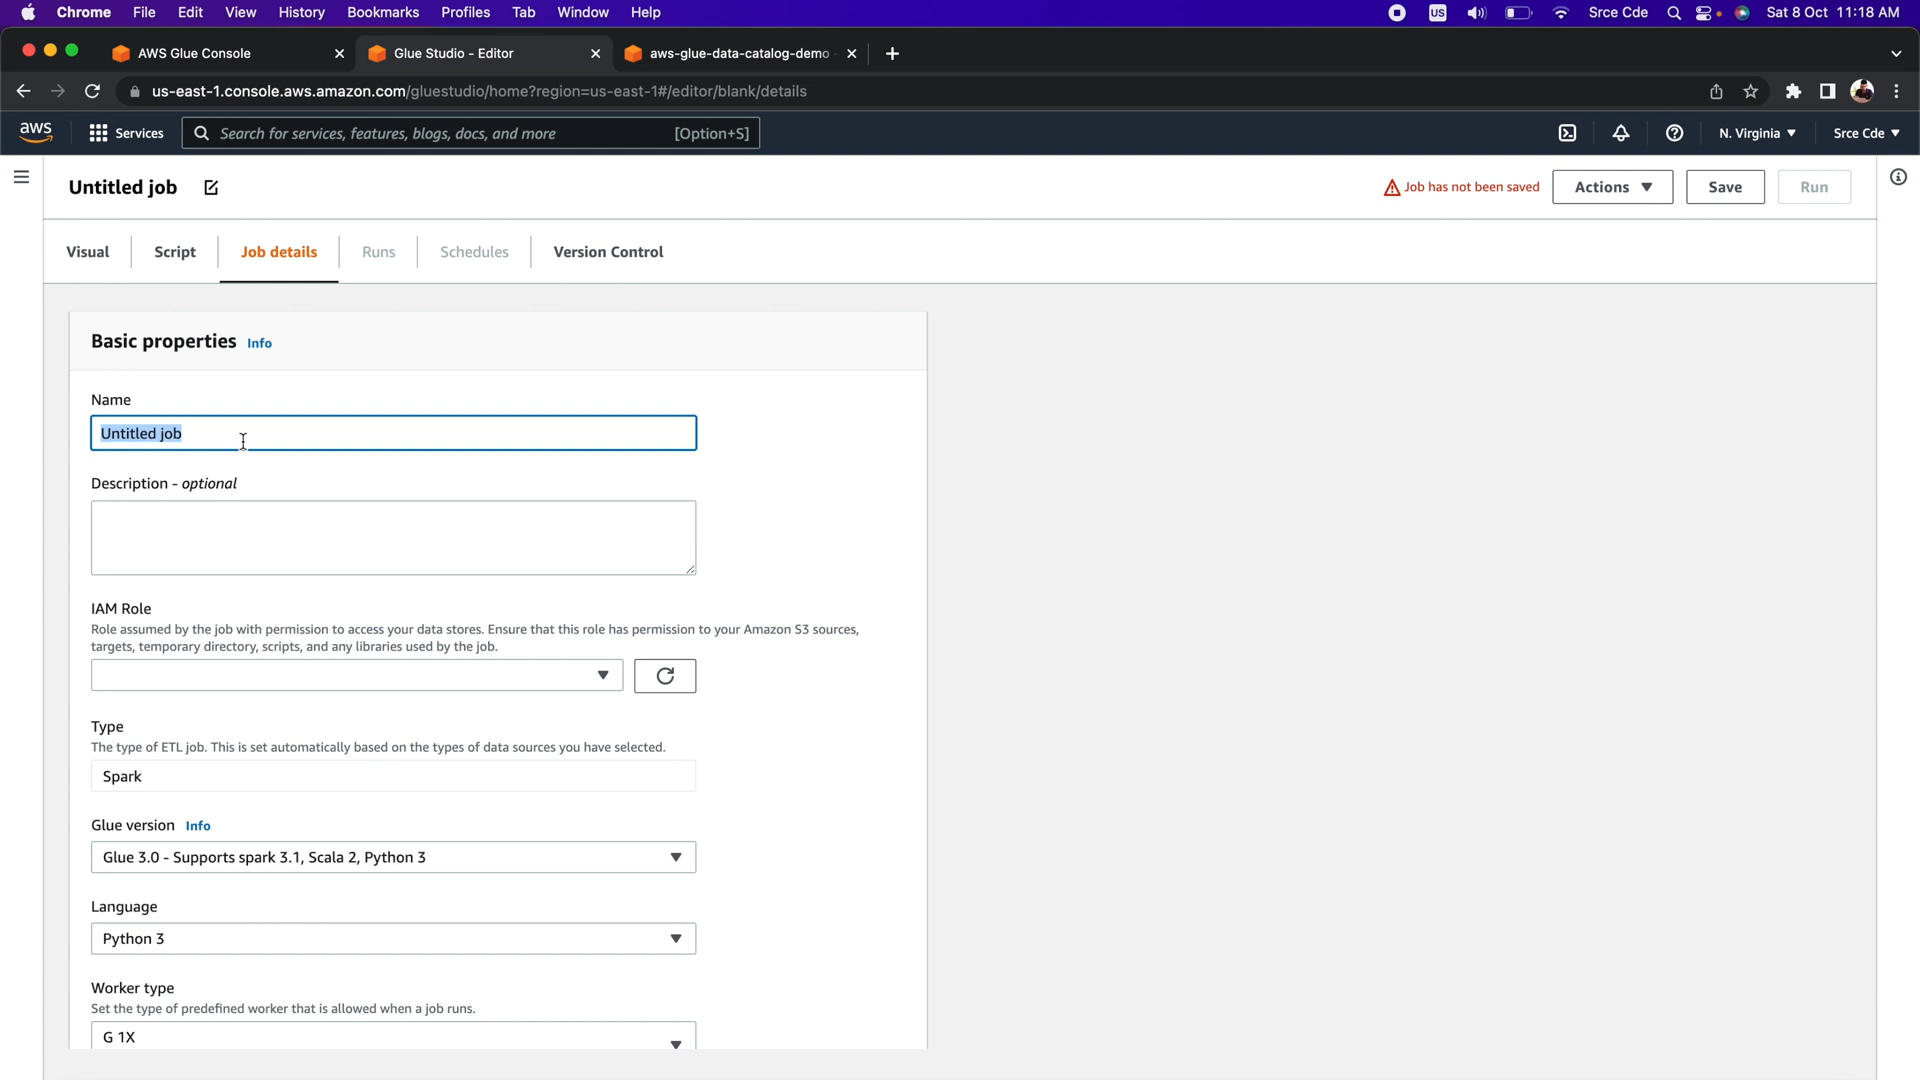 Chrome File Edit View History Bookmarks Profiles Tab Window Help US Srce Cde Sat 8 Oct 11:18 AM
AWS Glue Console Glue Studio - Editor aws-glue-data-catalog-demo
us-east-1.console.aws.amazon.com/gluestudio/home?region=us-east-1#/editor/blank/details
aws Services Search for services, features, blogs, docs, and more [Option+S] N. Virginia Srce Cde
Untitled job Job has not been saved Actions Save Run
Visual Script Job details Runs Schedules Version Control
Basic properties Info
Name
Untitled job
Description - optional
IAM Role
Role assumed by the job with permission to access your data stores. Ensure that this role has permission to your Amazon S3 sources,
targets, temporary directory, scripts, and any libraries used by the job.
Type
The type of ETL job. This is set automatically based on the types of data sources you have selected.
Spark
Glue version Info
Glue 3.0 - Supports spark 3.1, Scala 2, Python 3
Language
Python 3
Worker type
Set the type of predefined worker that is allowed when a job runs.
G 1X